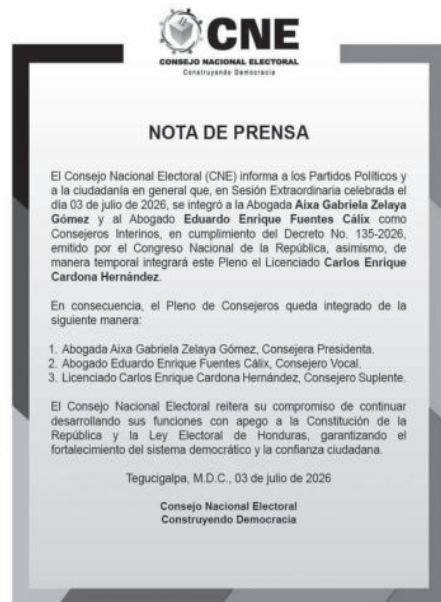 CNE
CONSEJO NACIONAL ELECTORAL
Construyendo Democracia
NOTA DE PRENSA
El Consejo Nacional Electoral (CNE) informa a los Partidos Políticos y
a la ciudadanía en general que, en Sesión Extraordinaria celebrada el
día 03 de julio de 2026, se integró a la Abogada Aixa Gabriela Zelaya
Gómez y al Abogado Eduardo Enrique Fuentes Cálix como
Consejeros Interinos, en cumplimiento del Decreto No. 135-2026,
emitido por el Congreso Nacional de la República, asimismo, de
manera temporal integrará este Pleno el Licenciado Carlos Enrique
Cardona Hernández.
En consecuencia, el Pleno de Consejeros queda integrado de la
siguiente manera:
1. Abogada Aixa Gabriela Zelaya Gómez, Consejera Presidenta.
2. Abogado Eduardo Enrique Fuentes Cálix, Consejero Vocal.
3. Licenciado Carlos Enrique Cardona Hernández, Consejero Suplente.
El Consejo Nacional Electoral reitera su compromiso de continuar
desarrollando sus funciones con apego a la Constitución de la
República y la Ley Electoral de Honduras, garantizando el
fortalecimiento del sistema democrático y la confianza ciudadana.
Tegucigalpa, M.D.C., 03 de julio de 2026
Consejo Nacional Electoral
Construyendo Democracia